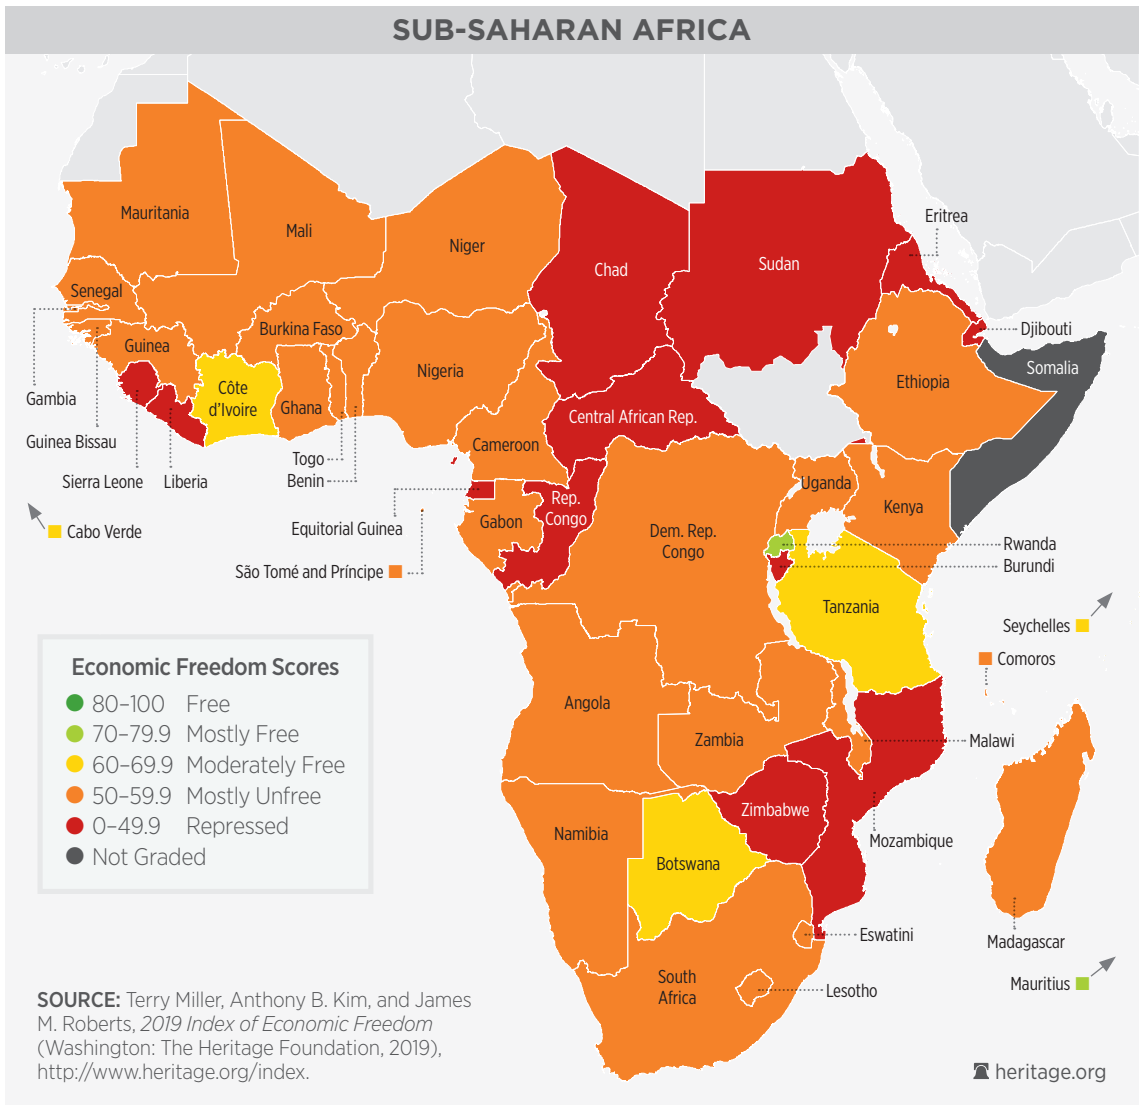 SUB-SAHARAN AFRICA
Mauritania
Mali
Niger
Chad
Sudan
Eritrea
Senegal
Gambia
Guinea
Burkina Faso
Nigeria
Djibouti
Somalia
Ethiopia
Côte
d'Ivoire
Ghana
Central African Rep.
Guinea Bissau
Cameroon
Togo
Benin
Sierra Leone
Liberia
Uganda
Kenya
Rep.
Congo
Cabo Verde
Equitorial Guinea
Gabon
Dem. Rep.
Congo
Rwanda
Burundi
São Tomé and Príncipe
Tanzania
Seychelles
Comoros
Economic Freedom Scores
80–100 Free
70–79.9 Mostly Free
60–69.9 Moderately Free
50–59.9 Mostly Unfree
0–49.9 Repressed
Not Graded
Angola
Zambia
Malawi
Zimbabwe
Mozambique
Namibia
Botswana
Eswatini
Madagascar
South
Africa
Lesotho
Mauritius
SOURCE: Terry Miller, Anthony B. Kim, and James
M. Roberts, 2019 Index of Economic Freedom
(Washington: The Heritage Foundation, 2019),
http://www.heritage.org/index.
heritage.org